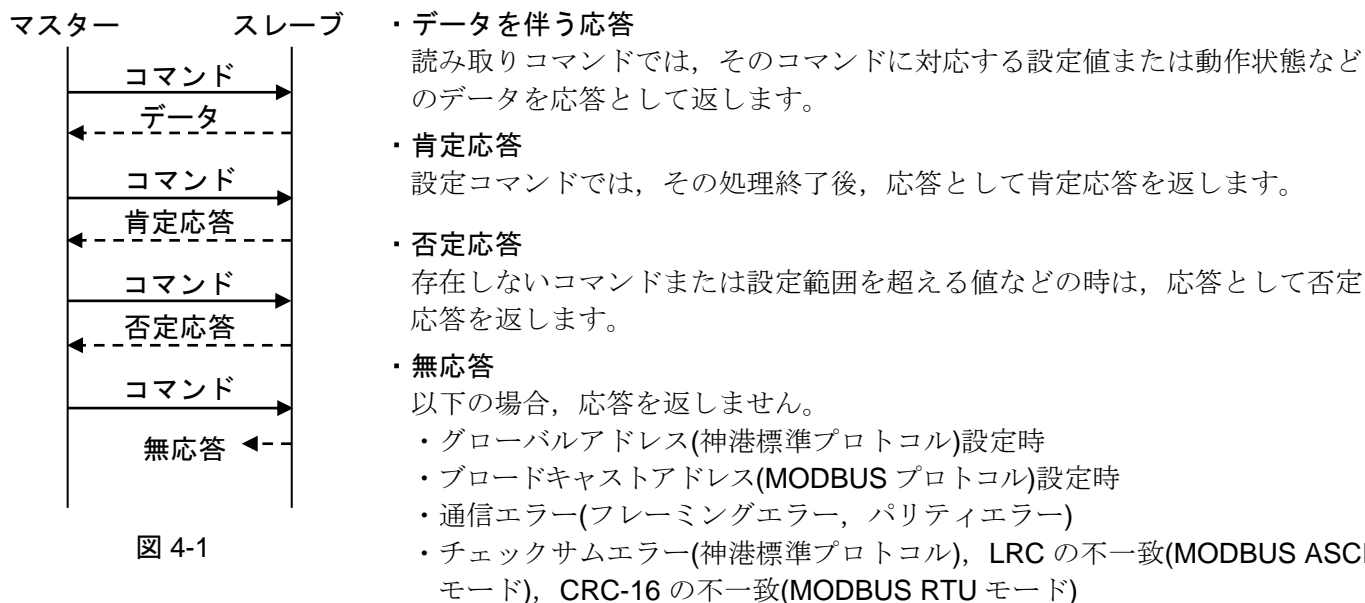 マスター スレーブ
コマンド
データ
コマンド
肯定応答
コマンド
否定応答
コマンド
無応答
図 4-1
・データを伴う応答
読み取りコマンドでは，そのコマンドに対応する設定値または動作状態など
のデータを応答として返します。
・肯定応答
設定コマンドでは，その処理終了後，応答として肯定応答を返します。
・否定応答
存在しないコマンドまたは設定範囲を超える値などの時は，応答として否定
応答を返します。
・無応答
以下の場合，応答を返しません。
・グローバルアドレス(神港標準プロトコル)設定時
・ブロードキャストアドレス(MODBUS プロトコル)設定時
・通信エラー(フレーミングエラー，パリティエラー)
・チェックサムエラー(神港標準プロトコル)，LRC の不一致(MODBUS
モード)，CRC-16 の不一致(MODBUS RTU モード)